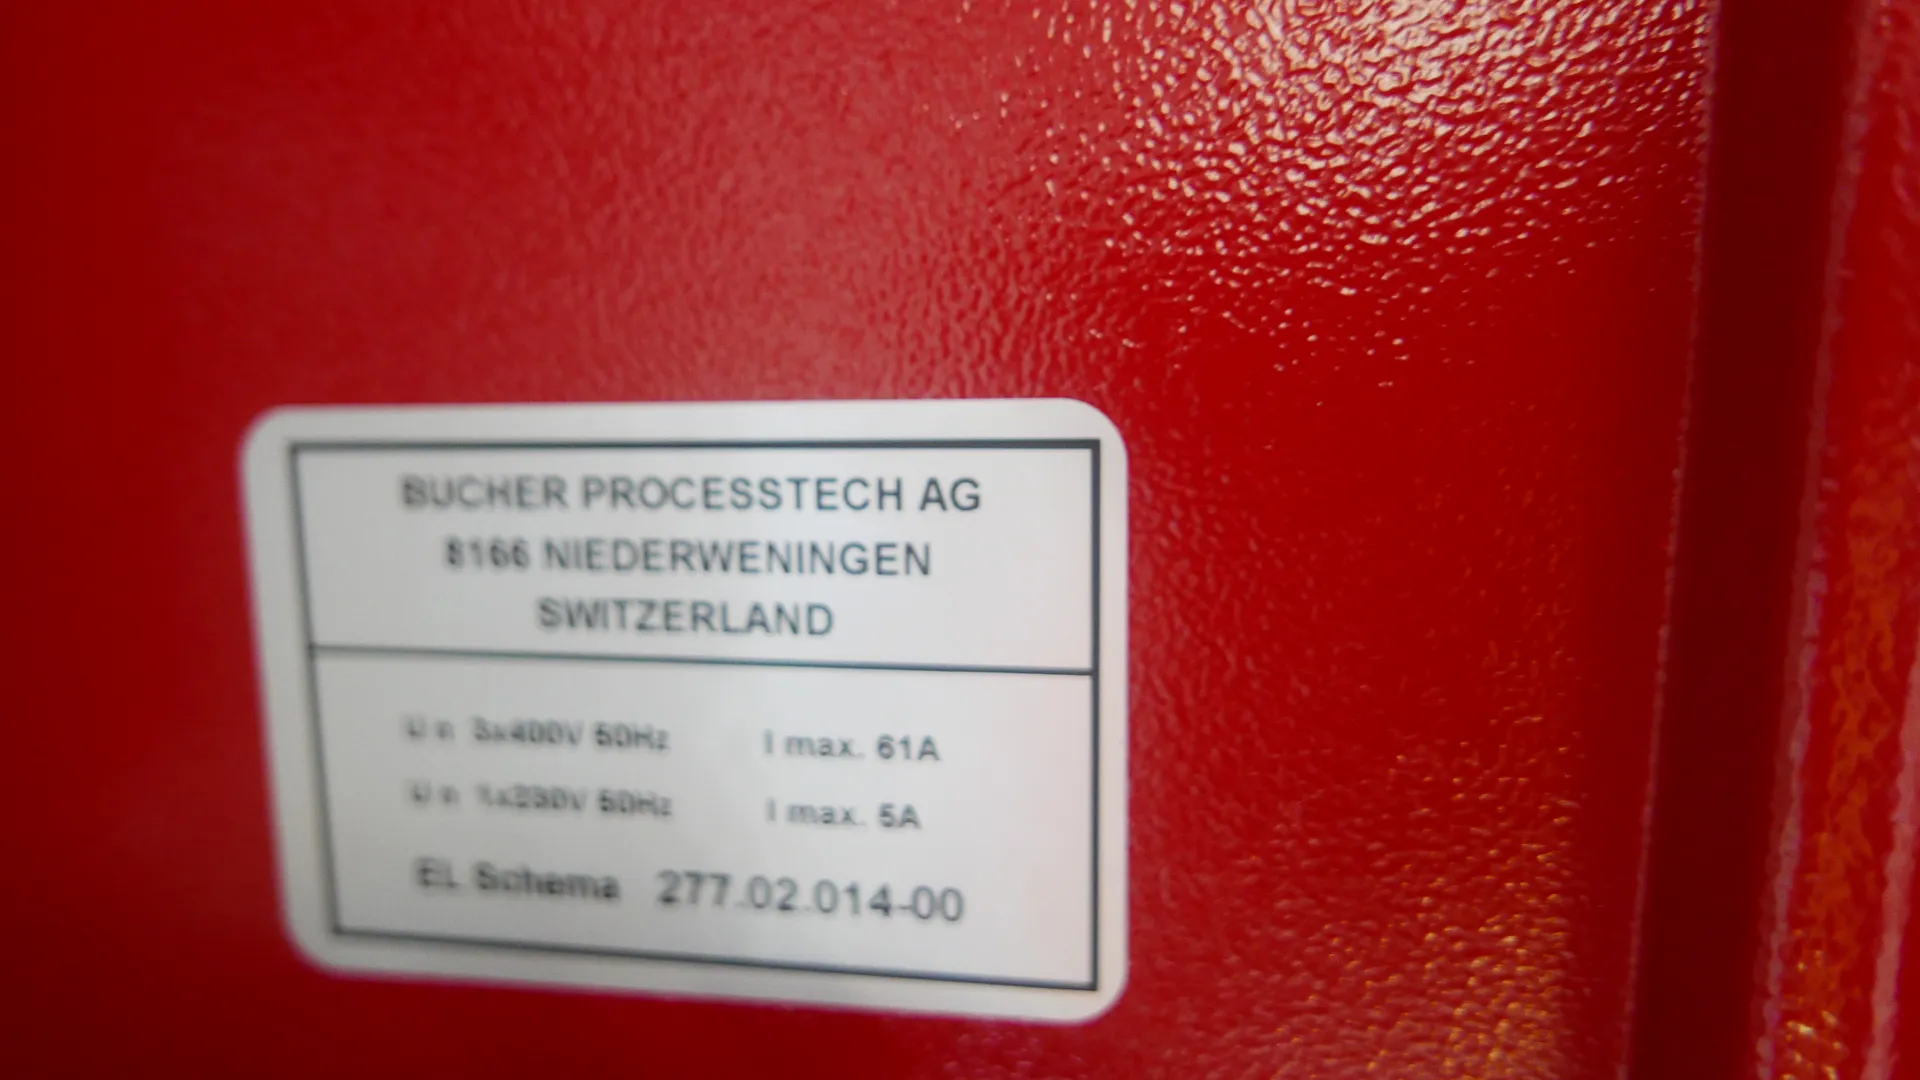 BUCHER PROCESSTECH AG
8166 NIEDERWENINGEN
SWITZERLAND
U n 3x400V 50Hz I max. 61A
U n 1x230V 50Hz I max. 5A
EL Schema 277.02.014-00